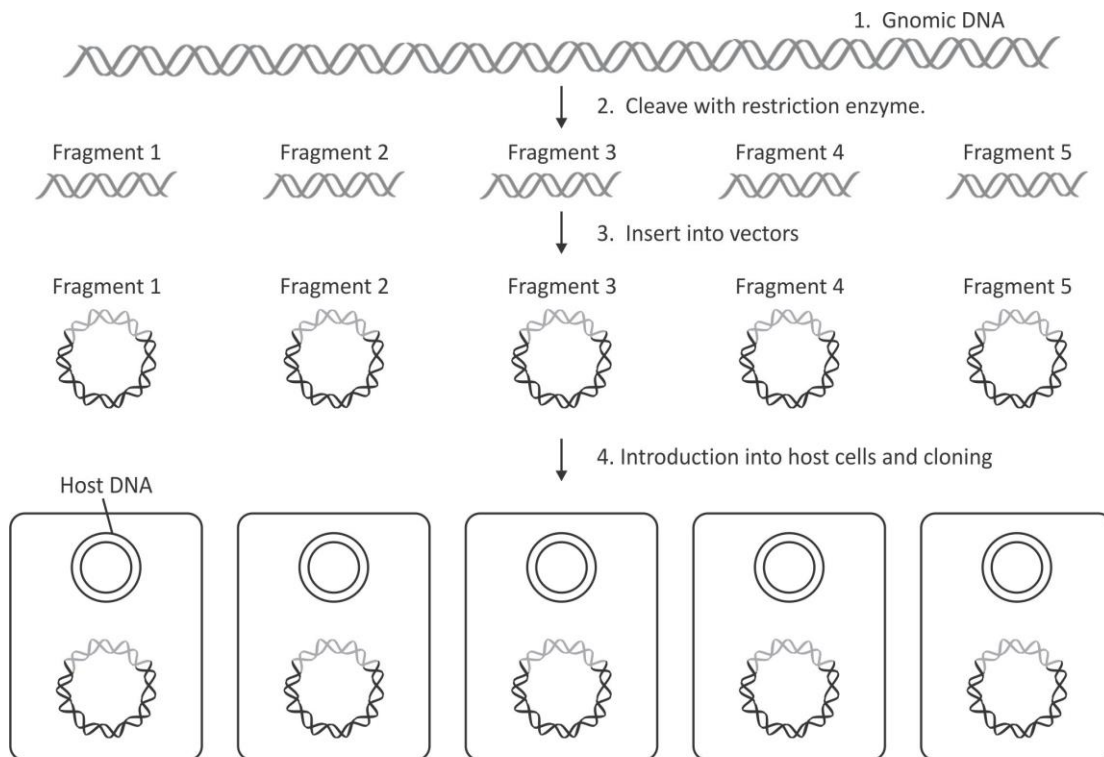 1. Gnomic DNA
2. Cleave with restriction enzyme.
Fragment 1 Fragment 2 Fragment 3 Fragment 4 Fragment 5
3. Insert into vectors
Fragment 1 Fragment 2 Fragment 3 Fragment 4 Fragment 5
4. Introduction into host cells and cloning
Host DNA